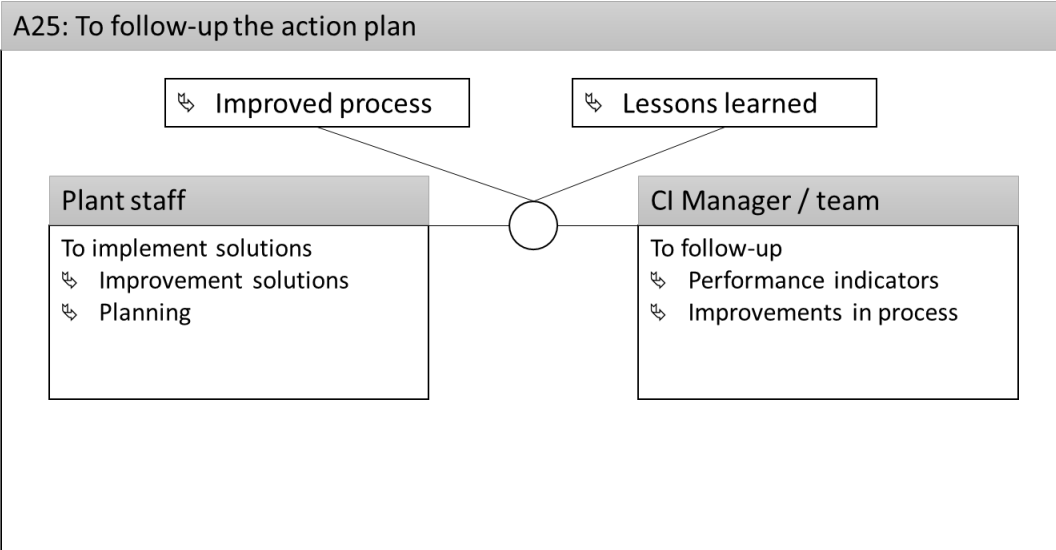 A25: To follow-up the action plan
Improved process
Lessons learned
Plant staff
To implement solutions
Improvement solutions
Planning
CI Manager / team
To follow-up
Performance indicators
Improvements in process